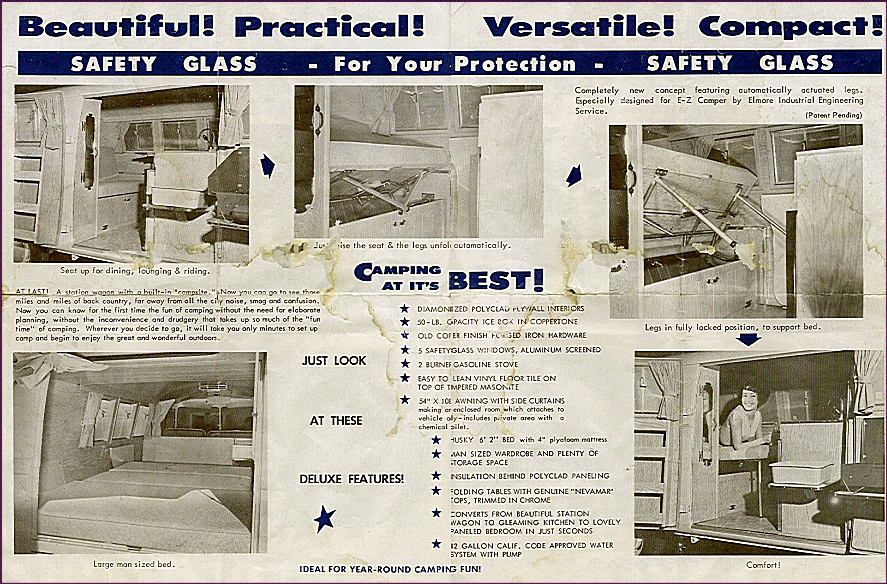 Beautiful! Practical! Versatile! Compact!
SAFETY GLASS - For Your Protection - SAFETY GLASS
Completely new concept featuring automatically actuated legs.
Especially designed for E-Z Camper by Elmore Industrial Engineering
Service.
(Patent Pending)
Seat up for dining, lounging & riding.
the seat & the legs unfold automatically.
Legs in fully locked position, to support bed.
CAMPING
AT IT'S BEST!
AT LAST! A station wagon with a built-in "campsite." Now you can go to see those
miles and miles of back country, far away from all the city noise, smog and confusion.
Now you can know for the first time the fun of camping without the need for elaborate
planning, without the inconvenience and drudgery that takes up so much of the "fun
time" of camping. Wherever you decide to go, it will take you only minutes to set up
camp and begin to enjoy the great and wonderful outdoors.
JUST LOOK
AT THESE
DELUXE FEATURES!
POLYCLAD PLYWALL INTERIORS
50-LB. ICE BOX IN COPPERTONE
OLD FINISH IRON HARDWARE
5 SAFETYGLASS WINDOWS, ALUMINUM SCREENED
2 BURNER GASOLINE STOVE
EASY TO VINYL FLOOR TILE ON
TOP OF MASONITE
54" X AWNING WITH SIDE CURTAINS
making enclosed room which attaches to
vehicle - includes private area with a
chemical
HUSKY 6' 2" BED with 4" plyafoam mattress
MAN SIZED WARDROBE AND PLENTY OF
STORAGE SPACE
INSULATION BEHIND POLYCLAD PANELING
FOLDING TABLES WITH GENUINE "NEVAMAR"
TOPS, TRIMMED IN CHROME
CONVERTS FROM BEAUTIFUL STATION
WAGON TO GLEAMING KITCHEN TO LOVELY
PANELED BEDROOM IN JUST SECONDS
12 GALLON CALIF. CODE APPROVED WATER
SYSTEM WITH PUMP
Large man sized bed.
IDEAL FOR YEAR-ROUND CAMPING FUN!
Comfort!